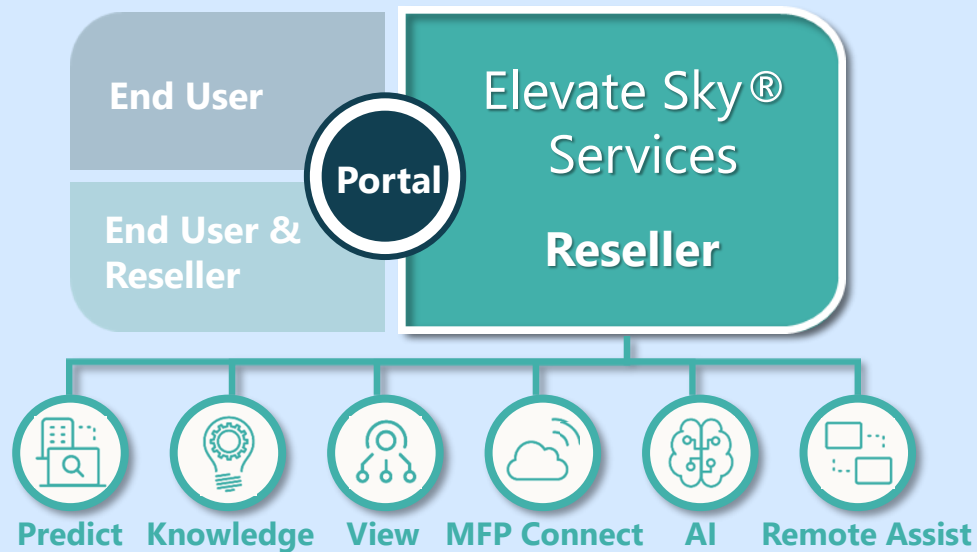 End User
End User &
Reseller
Portal
Elevate Sky®
Services
Reseller
Predict
Knowledge
View
MFP Connect
AI
Remote Assist